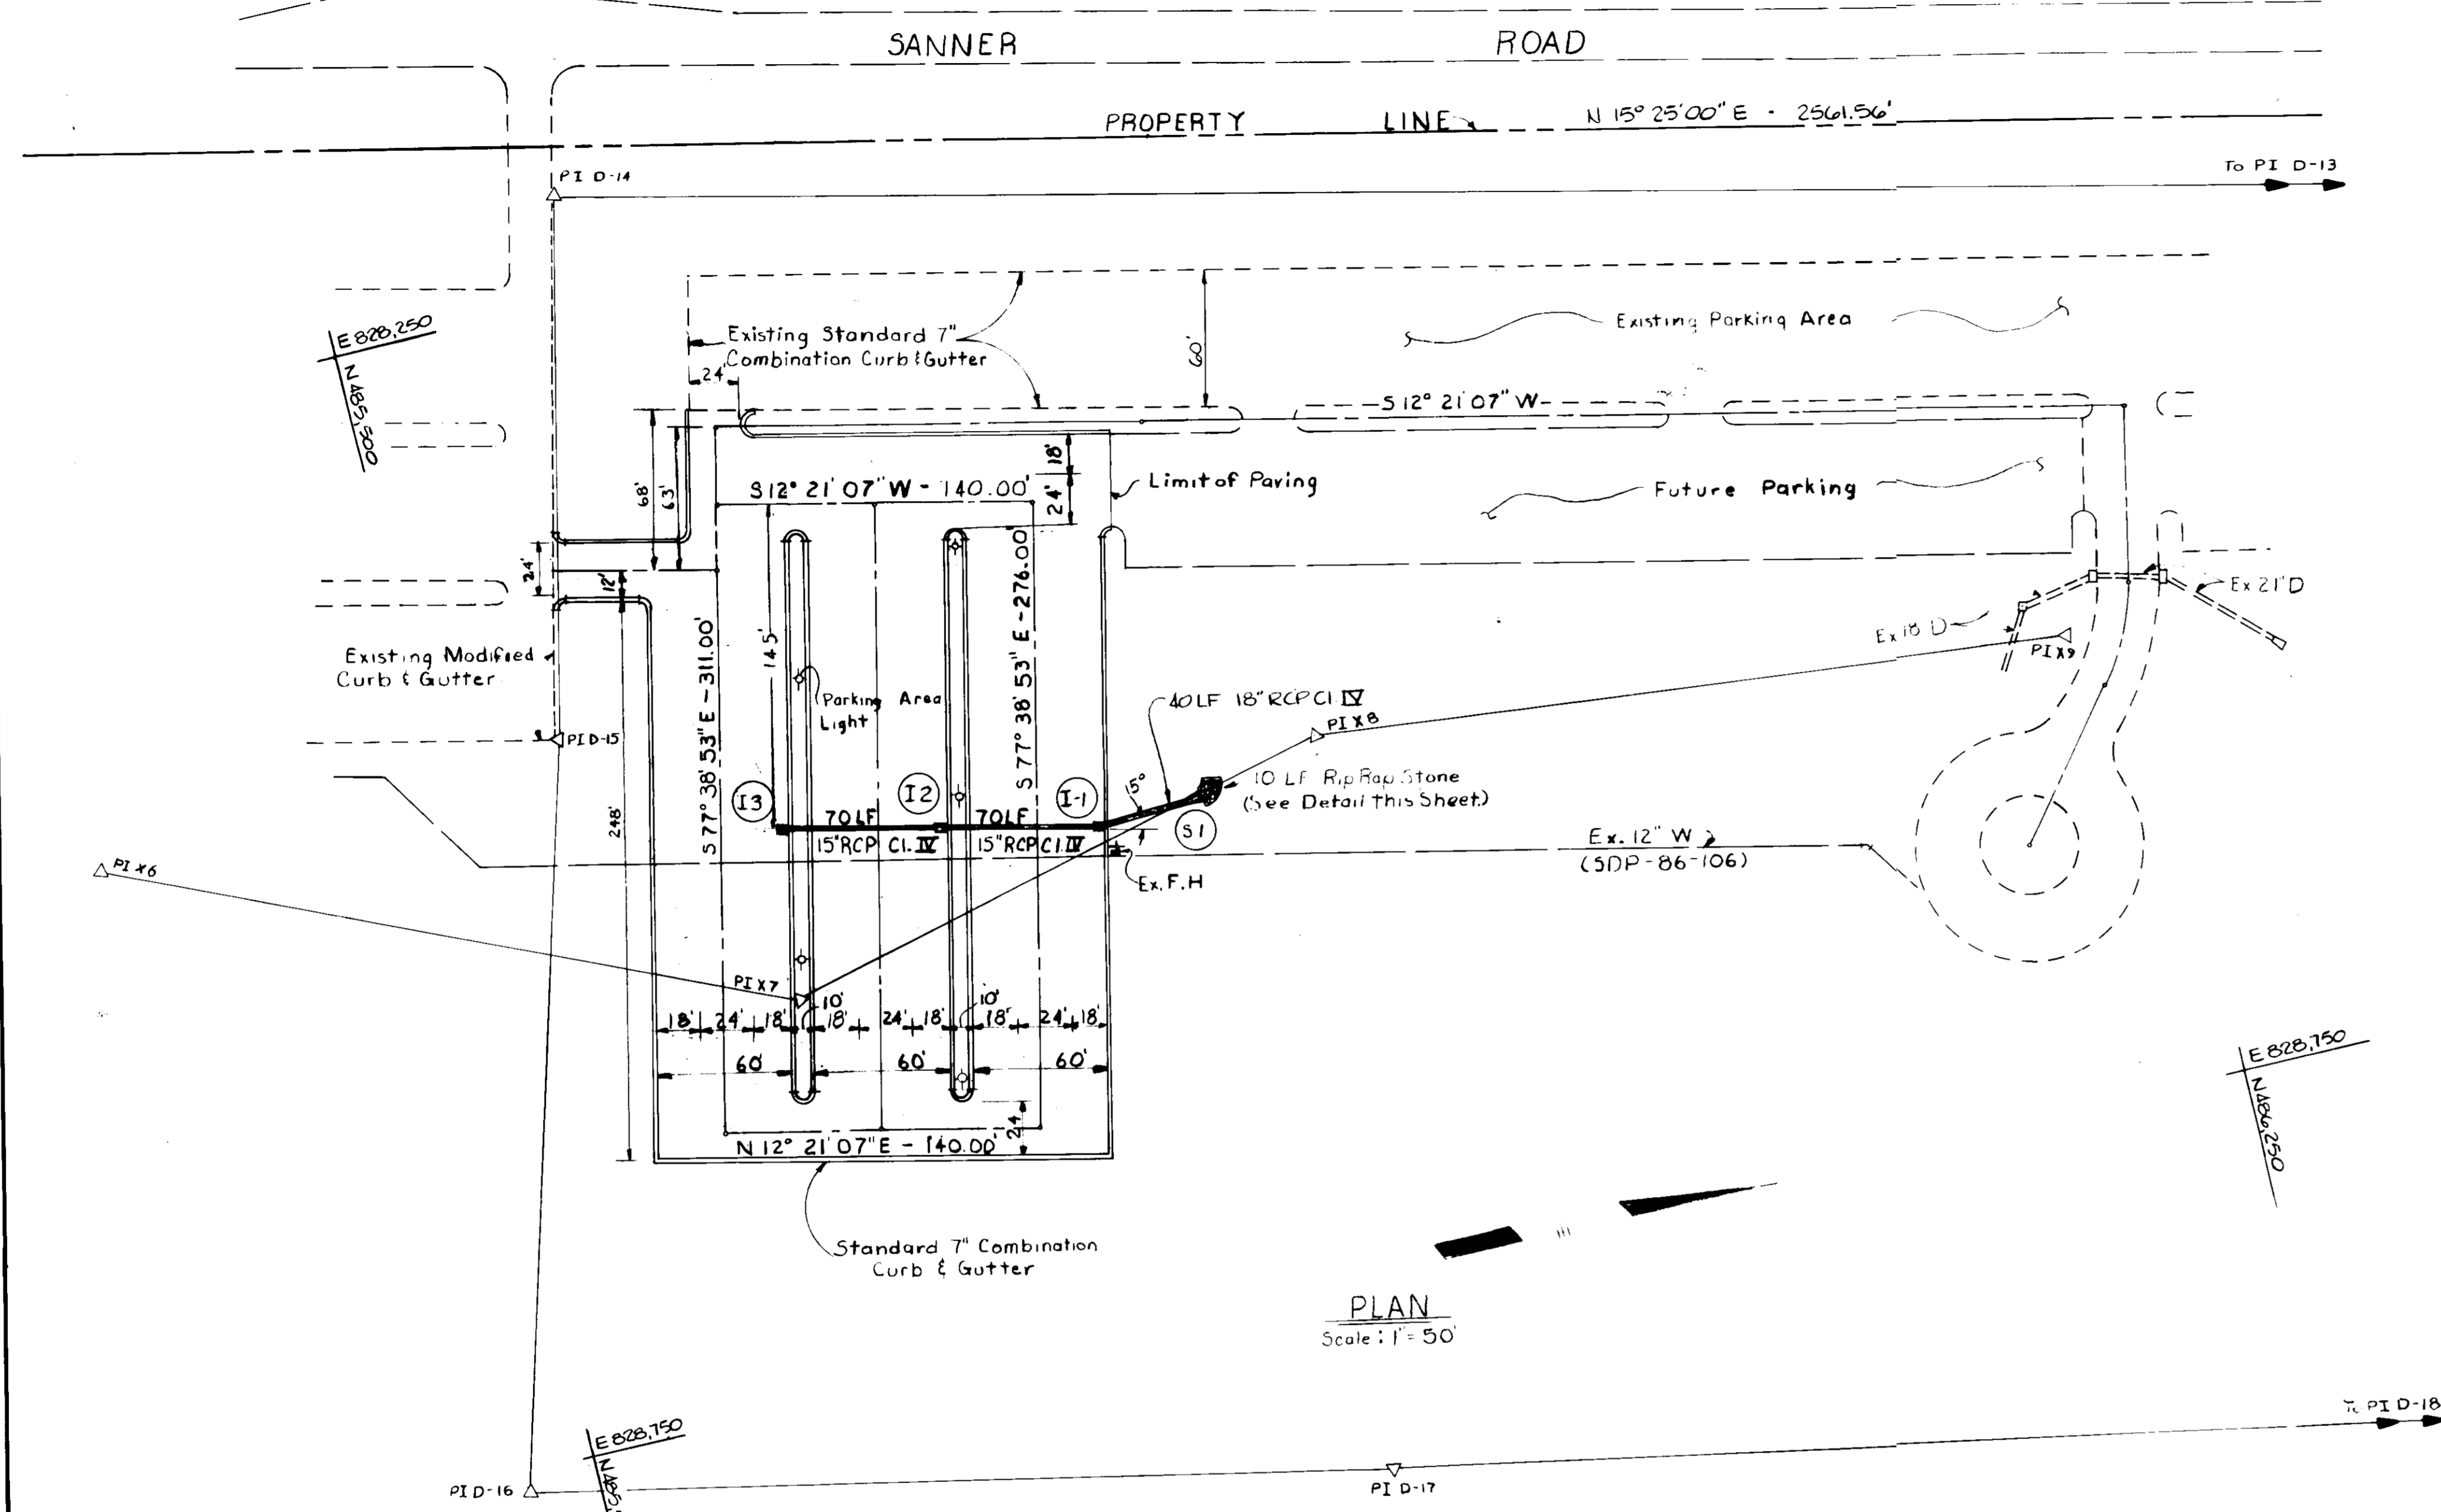 SANNER ROAD
PROPERTY LINE N 15° 25' 00" E - 2561.56'
PI D-14
To PI D-13
E 828,250
N 485,500
Existing Standard 7"
Combination Curb & Gutter
24'
60'
Existing Parking Area
S 12° 21' 07" W
68'
63'
18'
24'
S 12° 21' 07" W - 140.00'
Limit of Paving
Future Parking
24'
12'
Ex 21" D
Ex 18" D
PI X9
Existing Modified
Curb & Gutter
S 77° 38' 53" E - 311.00'
145'
S 77° 38' 53" E - 276.00'
Parking Area
Light
40 LF 18" RCP Cl. IV
PI X8
PI D-15
10 LF Rip Rap Stone
(See Detail this Sheet)
I3
I2
I-1
15°
S1
70 LF
15" RCP Cl. IV
70 LF
15" RCP Cl. IV
248'
Ex. 12" W
(SDP-86-106)
Ex. F.H
PI X6
PI X7
10'
10'
18' 24' 18' 18' 24' 18' 18' 24' 18'
60' 60' 60'
24
N 12° 21' 07" E - 140.00'
E 828,750
N 486,250
Standard 7" Combination
Curb & Gutter
PLAN
Scale: 1" = 50'
To PI D-18
E 828,750
PI D-16
PI D-17